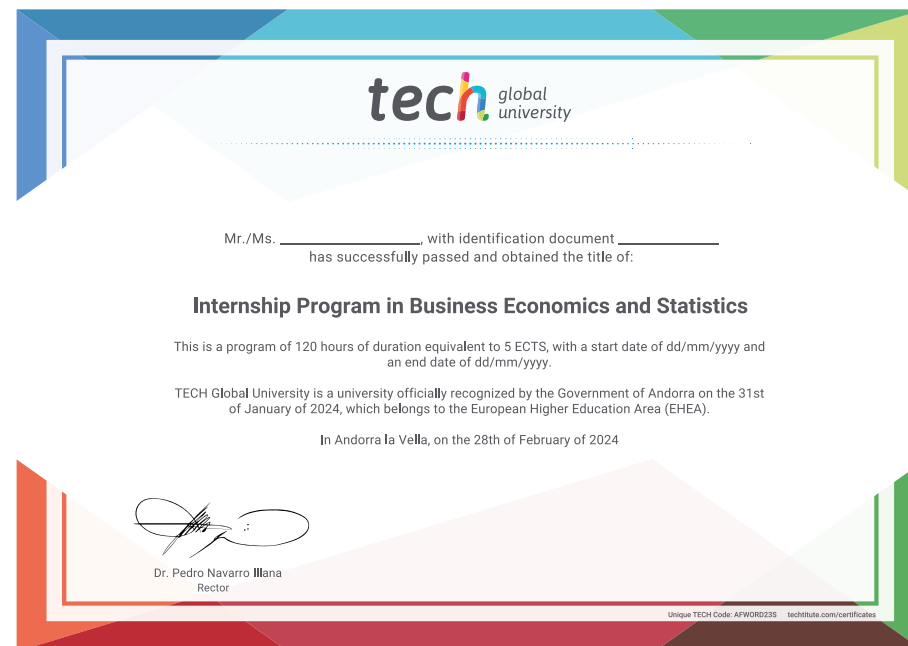 tech global university
Mr./Ms. ____________________, with identification document ______________
has successfully passed and obtained the title of:
Internship Program in Business Economics and Statistics
This is a program of 120 hours of duration equivalent to 5 ECTS, with a start date of dd/mm/yyyy and
an end date of dd/mm/yyyy.
TECH Global University is a university officially recognized by the Government of Andorra on the 31st
of January of 2024, which belongs to the European Higher Education Area (EHEA).
In Andorra la Vella, on the 28th of February of 2024
Dr. Pedro Navarro Illana
Rector
Unique TECH Code: AFWORD23S techtitute.com/certificates